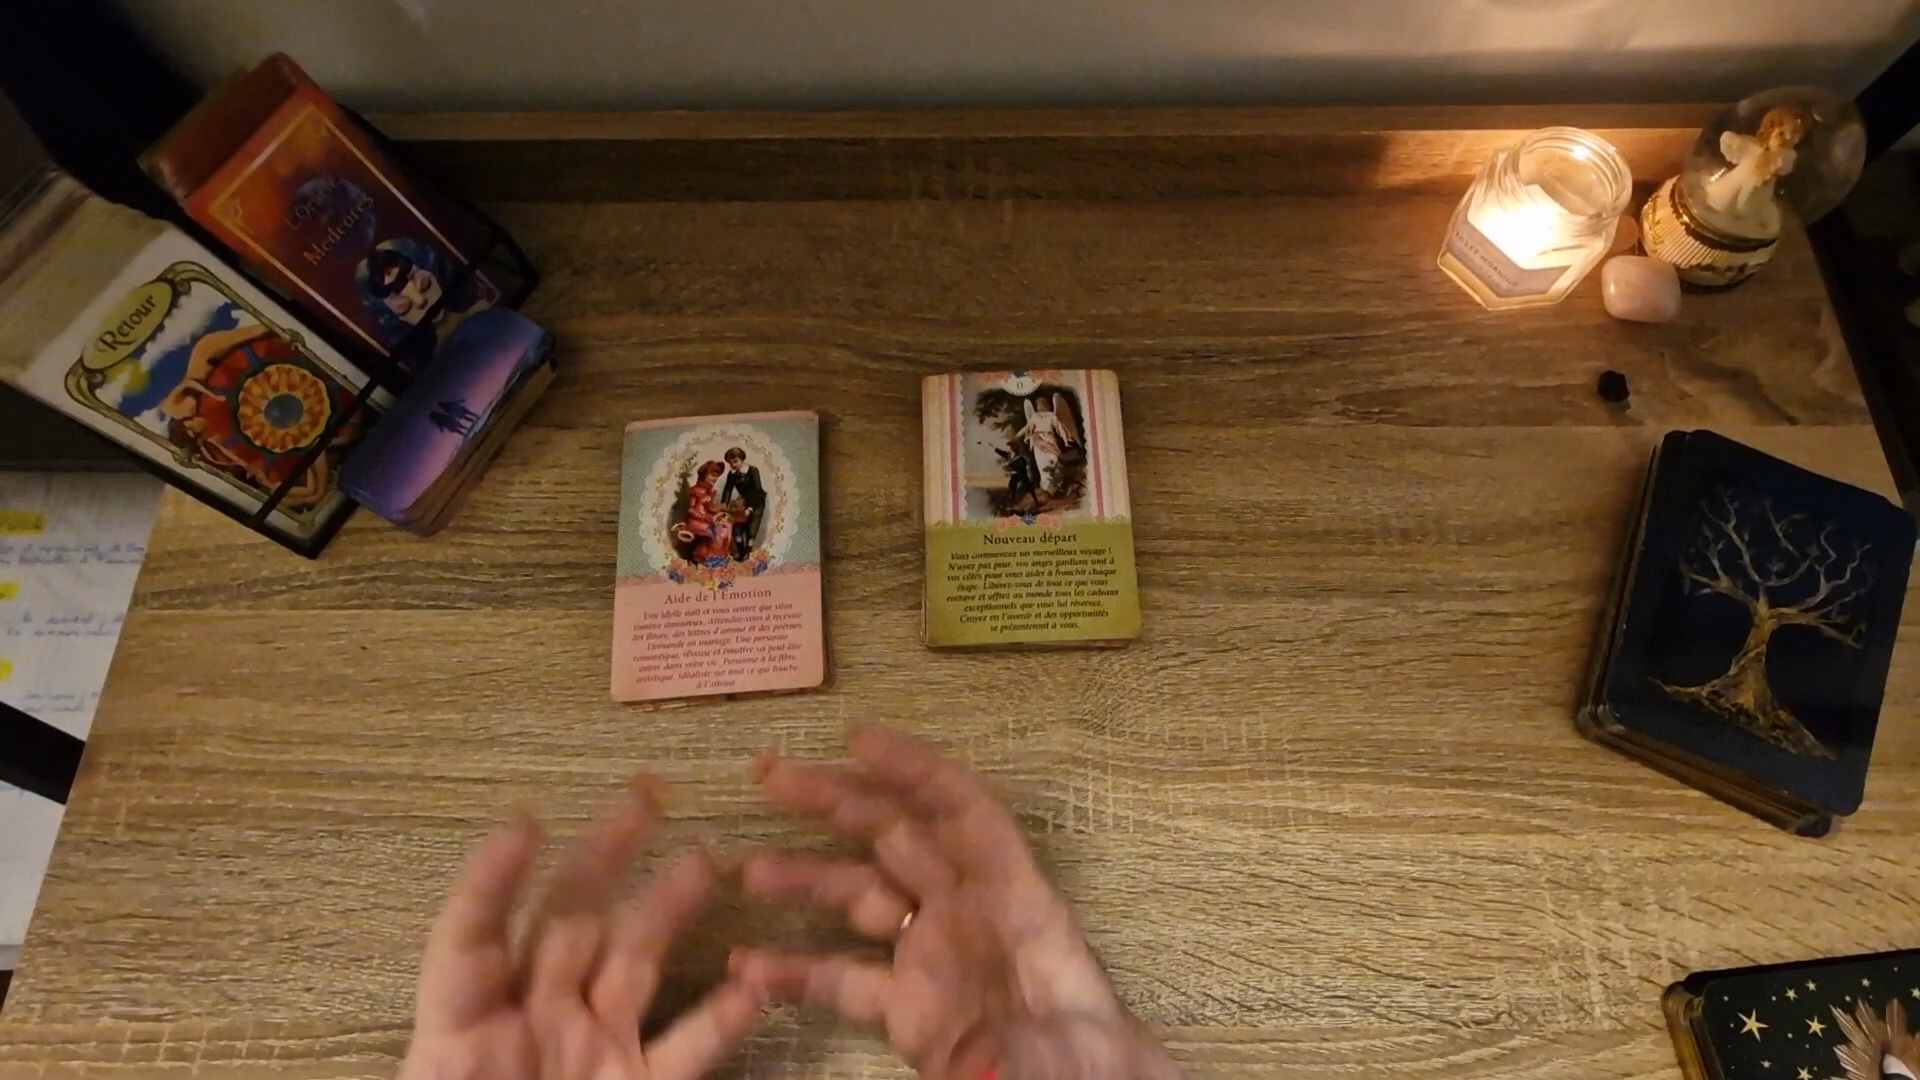 Retour
L'Oracle
Médéores
Aide de l'Emotion
Une idylle naît et vous sentez que vous
tombez amoureux. Attendez-vous à recevoir
des fleurs, des lettres d'amour et des poèmes.
Demande en mariage. Une personne
romantique, rêveuse et émotive va peut-être
entrer dans votre vie. Personne à la fibre
artistique, idéaliste sur tout ce qui touche
à l'amour
0
Nouveau départ
Vous commencez un merveilleux voyage !
N'ayez pas peur, vos anges gardiens sont à
vos côtés pour vous aider à franchir chaque
étape. Libérez-vous de tout ce qui vous
entrave et offrez au monde tous les cadeaux
exceptionnels que vous lui réservez.
Croyez en l'avenir et des opportunités
se présenteront à vous.